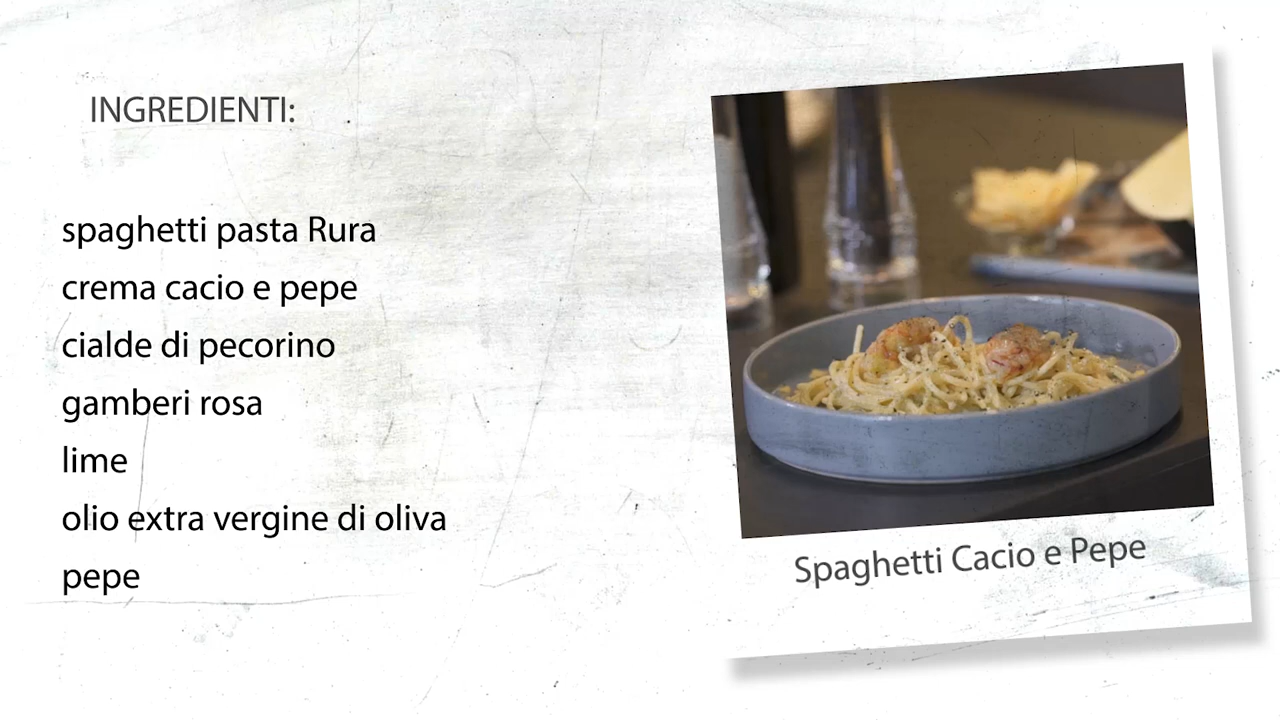 INGREDIENTI:
spaghetti pasta Rura
crema cacio e pepe
cialde di pecorino
gamberi rosa
lime
olio extra vergine di oliva
pepe
Spaghetti Cacio e Pepe